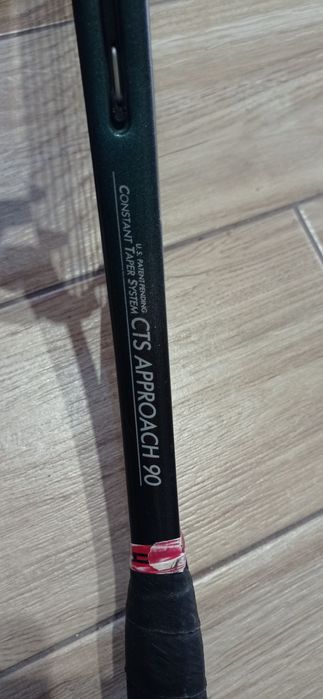 U.S. PATENT PENDING
CONSTANT TAPER SYSTEM CTS APPROACH 90